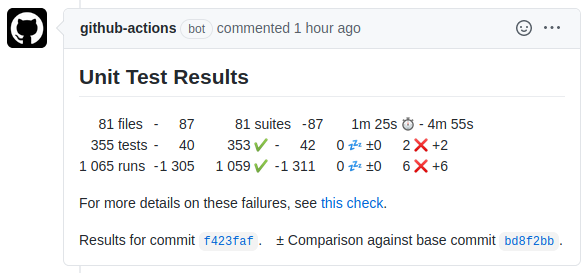 github-actions bot commented 1 hour ago
Unit Test Results
81 files - 87 81 suites -87 1m 25s ⏱️ - 4m 55s
355 tests - 40 353 ✔️ - 42 0 💤 ±0 2 ❌ +2
1 065 runs -1 305 1 059 ✔️ -1 311 0 💤 ±0 6 ❌ +6
For more details on these failures, see this check.
Results for commit f423faf. ± Comparison against base commit bd8f2bb.